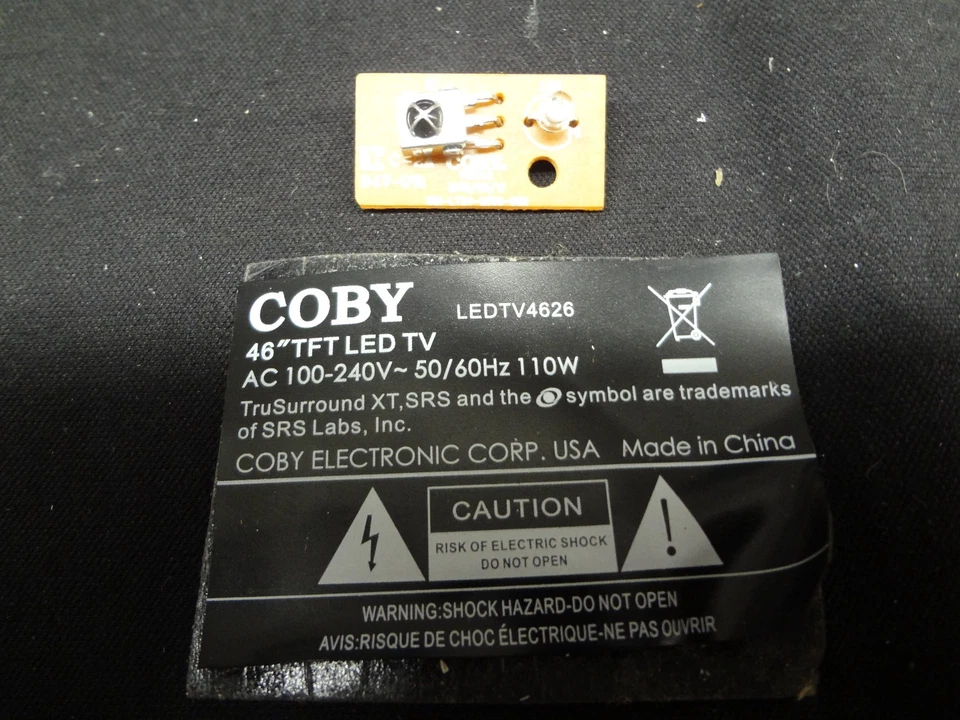 COBY LEDTV4626
46″TFT LED TV
AC 100-240V~ 50/60Hz 110W
TruSurround XT,SRS and the symbol are trademarks
of SRS Labs, Inc.
COBY ELECTRONIC CORP. USA Made in China
CAUTION
RISK OF ELECTRIC SHOCK
DO NOT OPEN
WARNING:SHOCK HAZARD-DO NOT OPEN
AVIS:RISQUE DE CHOC ÉLECTRIQUE-NE PAS OUVRIR